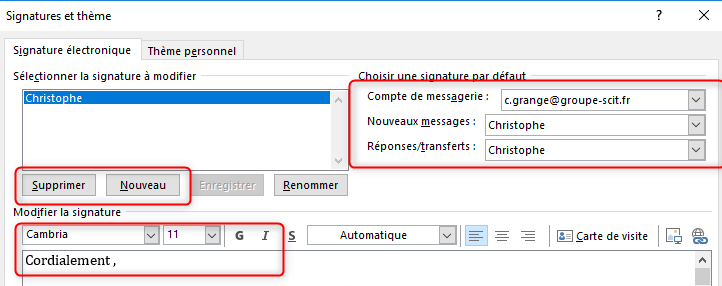 Signatures et thème
?
Signature électronique
Thème personnel
Sélectionner la signature à modifier
Choisir une signature par défaut
Christophe
Compte de messagerie :
c.grange@groupe-scit.fr
Nouveaux messages :
Christophe
Réponses/transferts :
Christophe
Supprimer
Nouveau
Enregistrer
Renommer
Modifier la signature
Cambria
11
G
I
S
Automatique
Carte de visite
Cordialement ,